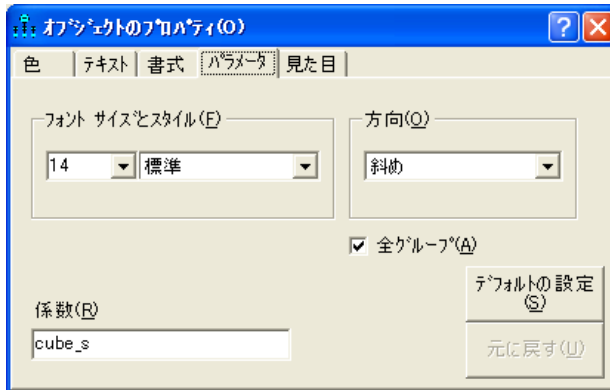 オブジェクトのプロパティ(O)
色 テキスト 書式 パラメータ 見た目
フォント サイズとスタイル(F)
方向(O)
14 標準
斜め
全グループ(A)
デフォルトの設定
(S)
係数(R)
cube_s
元に戻す(U)